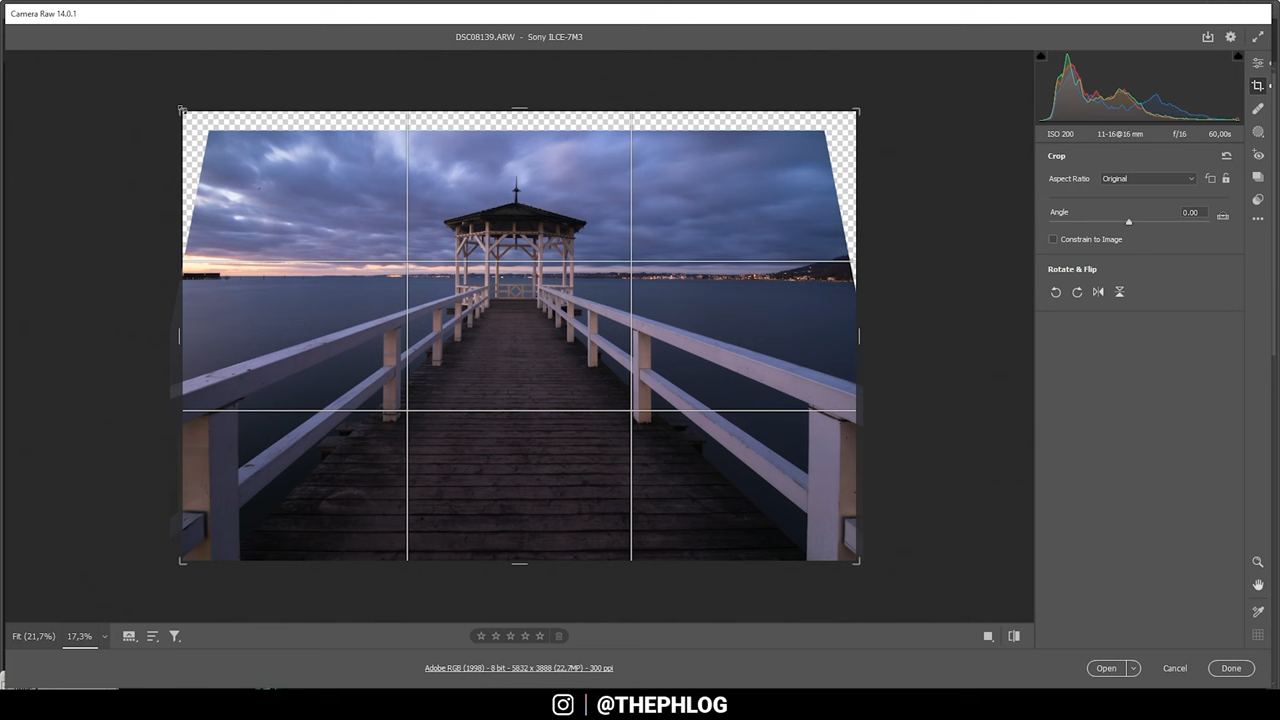 Camera Raw 14.0.1
DSC08139.ARW - Sony ILCE-7M3
ISO 200 11-16@16 mm f/16 60,00s
Crop
Aspect Ratio Original
Angle 0.00
Constrain to Image
Rotate & Flip
Fit (21,7%) 17,3%
Adobe RGB (1998) - 8 bit - 5832 x 3888 (22,7MP) - 300 ppi
Open Cancel Done
@THEPHLOG